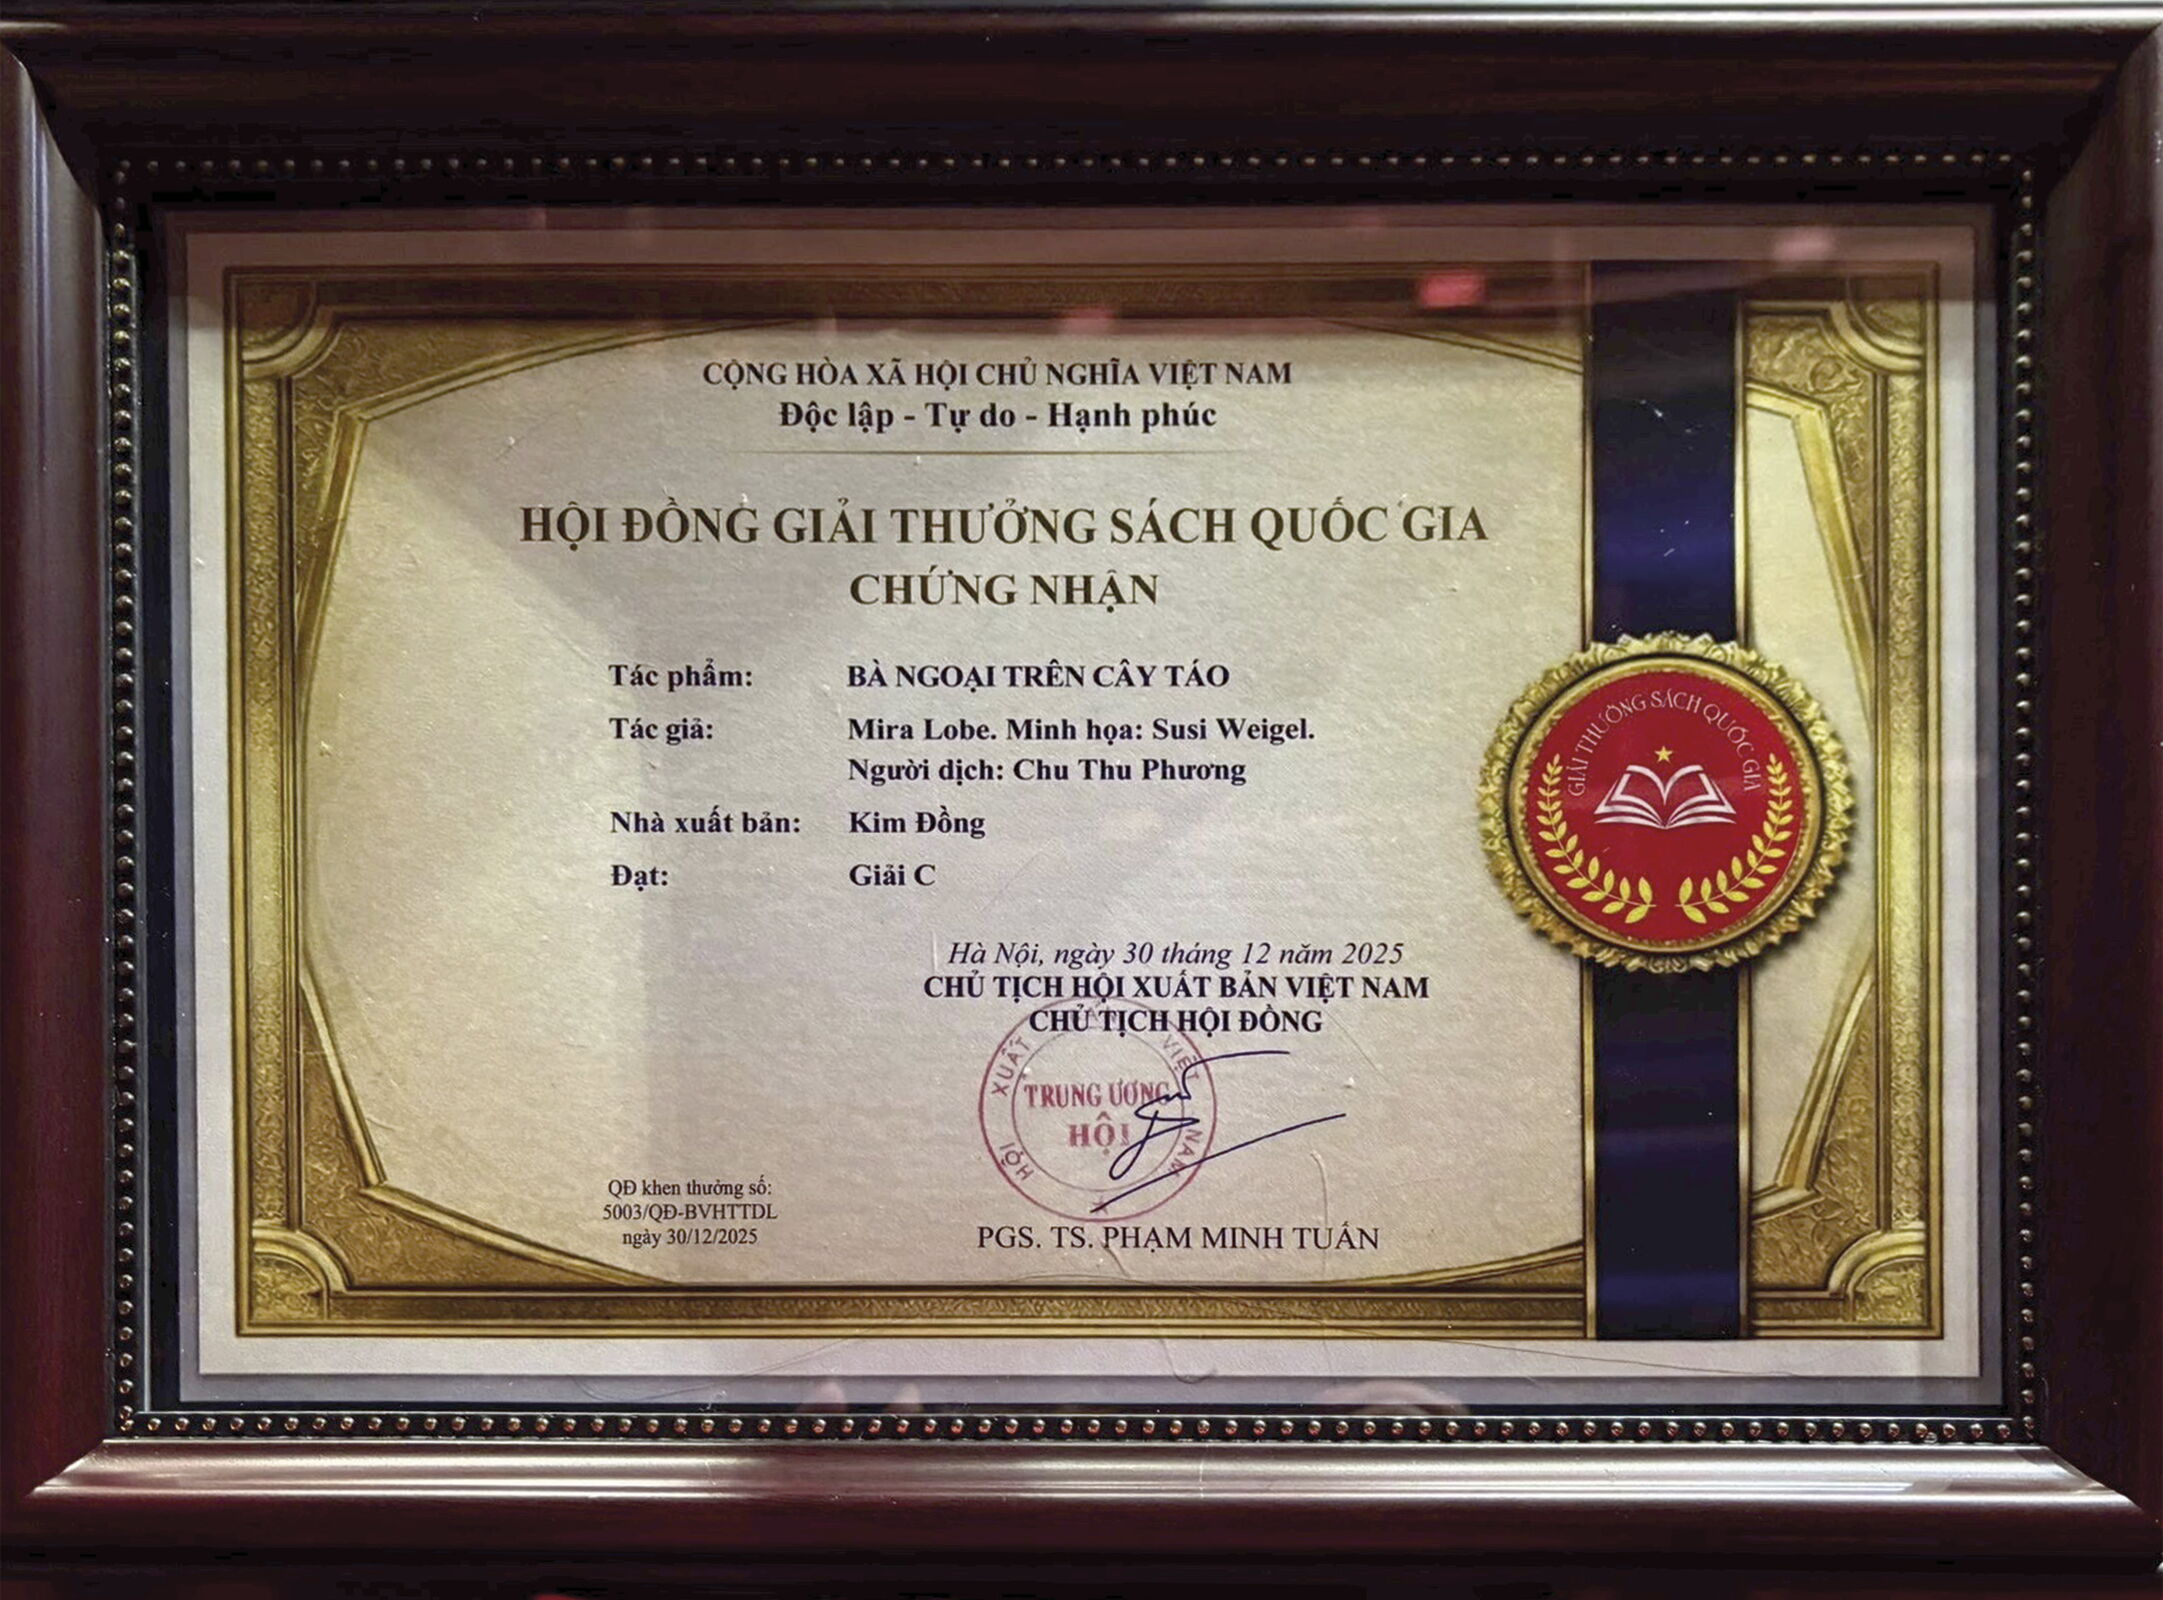 CỘNG HÒA XÃ HỘI CHỦ NGHĨA VIỆT NAM
Độc lập - Tự do - Hạnh phúc
HỘI ĐỒNG GIẢI THƯỞNG SÁCH QUỐC GIA
CHỨNG NHẬN
Tác phẩm: BÀ NGOẠI TRÊN CÂY TÁO
Tác giả: Mira Lobe. Minh họa: Susi Weigel.
Người dịch: Chu Thu Phương
Nhà xuất bản: Kim Đồng
Đạt: Giải C
GIẢI THƯỞNG SÁCH QUỐC GIA
Hà Nội, ngày 30 tháng 12 năm 2025
CHỦ TỊCH HỘI XUẤT BẢN VIỆT NAM
CHỦ TỊCH HỘI ĐỒNG
HỘI XUẤT VIỆT NAM
TRUNG ƯƠNG
HỘI
QĐ khen thưởng số:
5003/QĐ-BVHTTDL
ngày 30/12/2025
PGS. TS. PHẠM MINH TUẤN